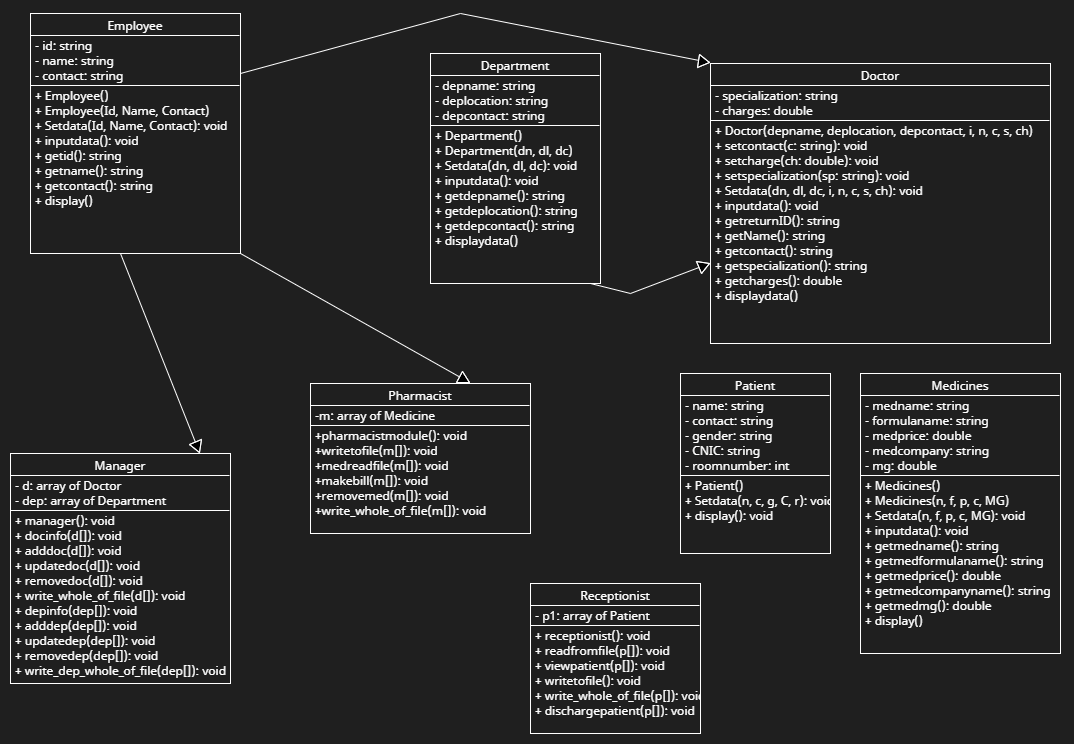 Employee
- id: string
- name: string
- contact: string
+ Employee()
+ Employee(Id, Name, Contact)
+ Setdata(Id, Name, Contact): void
+ inputdata(): void
+ getid(): string
+ getname(): string
+ getcontact(): string
+ display()
Department
- depname: string
- deplocation: string
- depcontact: string
+ Department()
+ Department(dn, dl, dc)
+ Setdata(dn, dl, dc): void
+ inputdata(): void
+ getdepname(): string
+ getdeplocation(): string
+ getdepcontact(): string
+ displaydata()
Doctor
- specialization: string
- charges: double
+ Doctor(depname, deplocation, depcontact, i, n, c, s, ch)
+ setcontact(c: string): void
+ setcharge(ch: double): void
+ setspecialization(sp: string): void
+ Setdata(dn, dl, dc, i, n, c, s, ch): void
+ inputdata(): void
+ getreturnID(): string
+ getName(): string
+ getcontact(): string
+ getspecialization(): string
+ getcharges(): double
+ displaydata()
Manager
- d: array of Doctor
- dep: array of Department
+ manager(): void
+ docinfo(d[]): void
+ adddoc(d[]): void
+ updatedoc(d[]): void
+ removedoc(d[]): void
+ write_whole_of_file(d[]): void
+ depinfo(dep[]): void
+ adddep(dep[]): void
+ updatedep(dep[]): void
+ removedep(dep[]): void
+ write_dep_whole_of_file(dep[]): void
Pharmacist
-m: array of Medicine
+pharmacistmodule(): void
+writetofile(m[]): void
+medreadfile(m[]): void
+makebill(m[]): void
+removemed(m[]): void
+write_whole_of_file(m[]): void
Patient
- name: string
- contact: string
- gender: string
- CNIC: string
- roomnumber: int
+ Patient()
+ Setdata(n, c, g, C, r): void
+ display(): void
Medicines
- medname: string
- formulaname: string
- medprice: double
- medcompany: string
- mg: double
+ Medicines()
+ Medicines(n, f, p, c, MG)
+ Setdata(n, f, p, c, MG): void
+ inputdata(): void
+ getmedname(): string
+ getmedformulaname(): string
+ getmedprice(): double
+ getmedcompanyname(): string
+ getmedmg(): double
+ display()
Receptionist
- p1: array of Patient
+ receptionist(): void
+ readfromfile(p[]): void
+ viewpatient(p[]): void
+ writetofile(): void
+ write_whole_of_file(p[]): void
+ dischargepatient(p[]): void